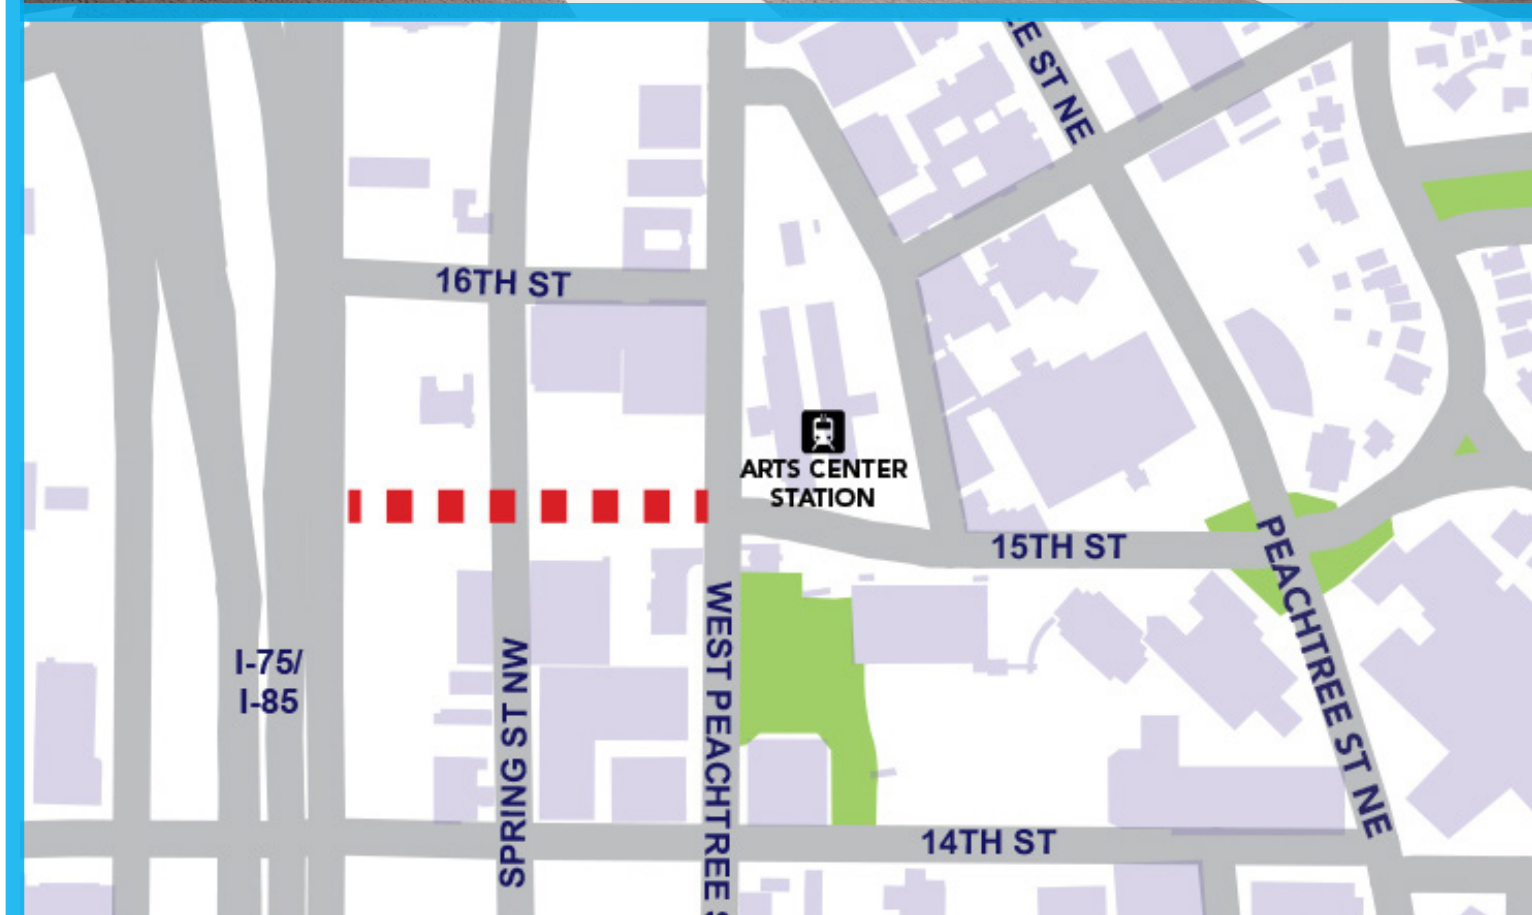 LE ST NE
16TH ST
ARTS CENTER
STATION
15TH ST
PEACHTREE ST NE
WEST PEACHTREE S
I-75/
I-85
SPRING ST NW
14TH ST